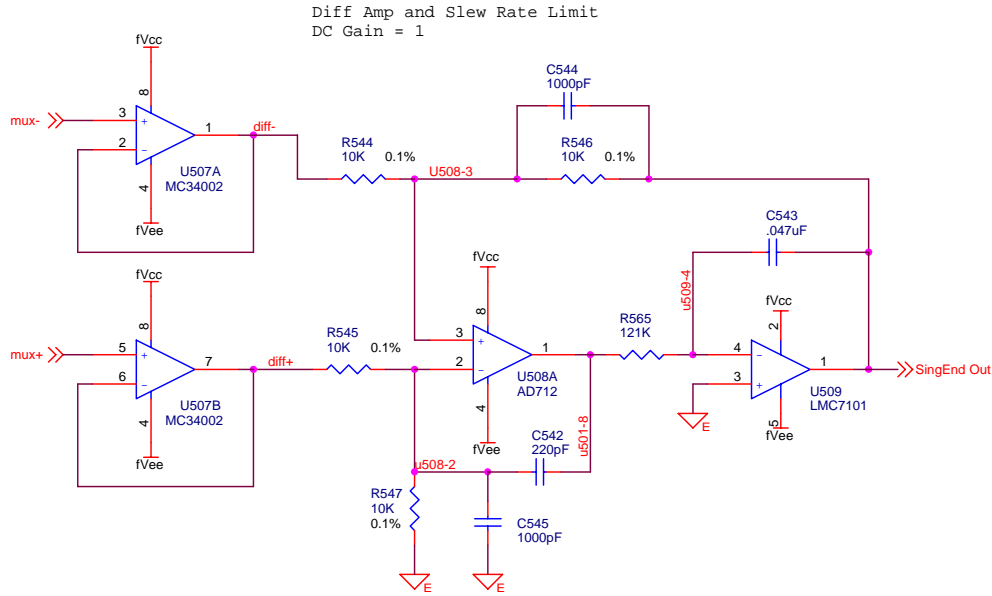 Diff Amp and Slew Rate Limit
DC Gain = 1
fVcc
8
mux-
3
+
2
-
1
diff-
U507A
MC34002
4
fVee
R544
10K
0.1%
U508-3
C544
1000pF
R546
10K
0.1%
C543
.047uF
fVcc
8
mux+
5
+
6
-
7
diff+
U507B
MC34002
4
fVee
R545
10K
0.1%
fVcc
8
3
+
2
-
1
U508A
AD712
4
fVee
R565
121K
u509-4
fVcc
2
4
-
3
+
1
U509
LMC7101
5
fVee
SingEnd Out
E
u501-8
C542
220pF
u508-2
R547
10K
0.1%
C545
1000pF
E
E